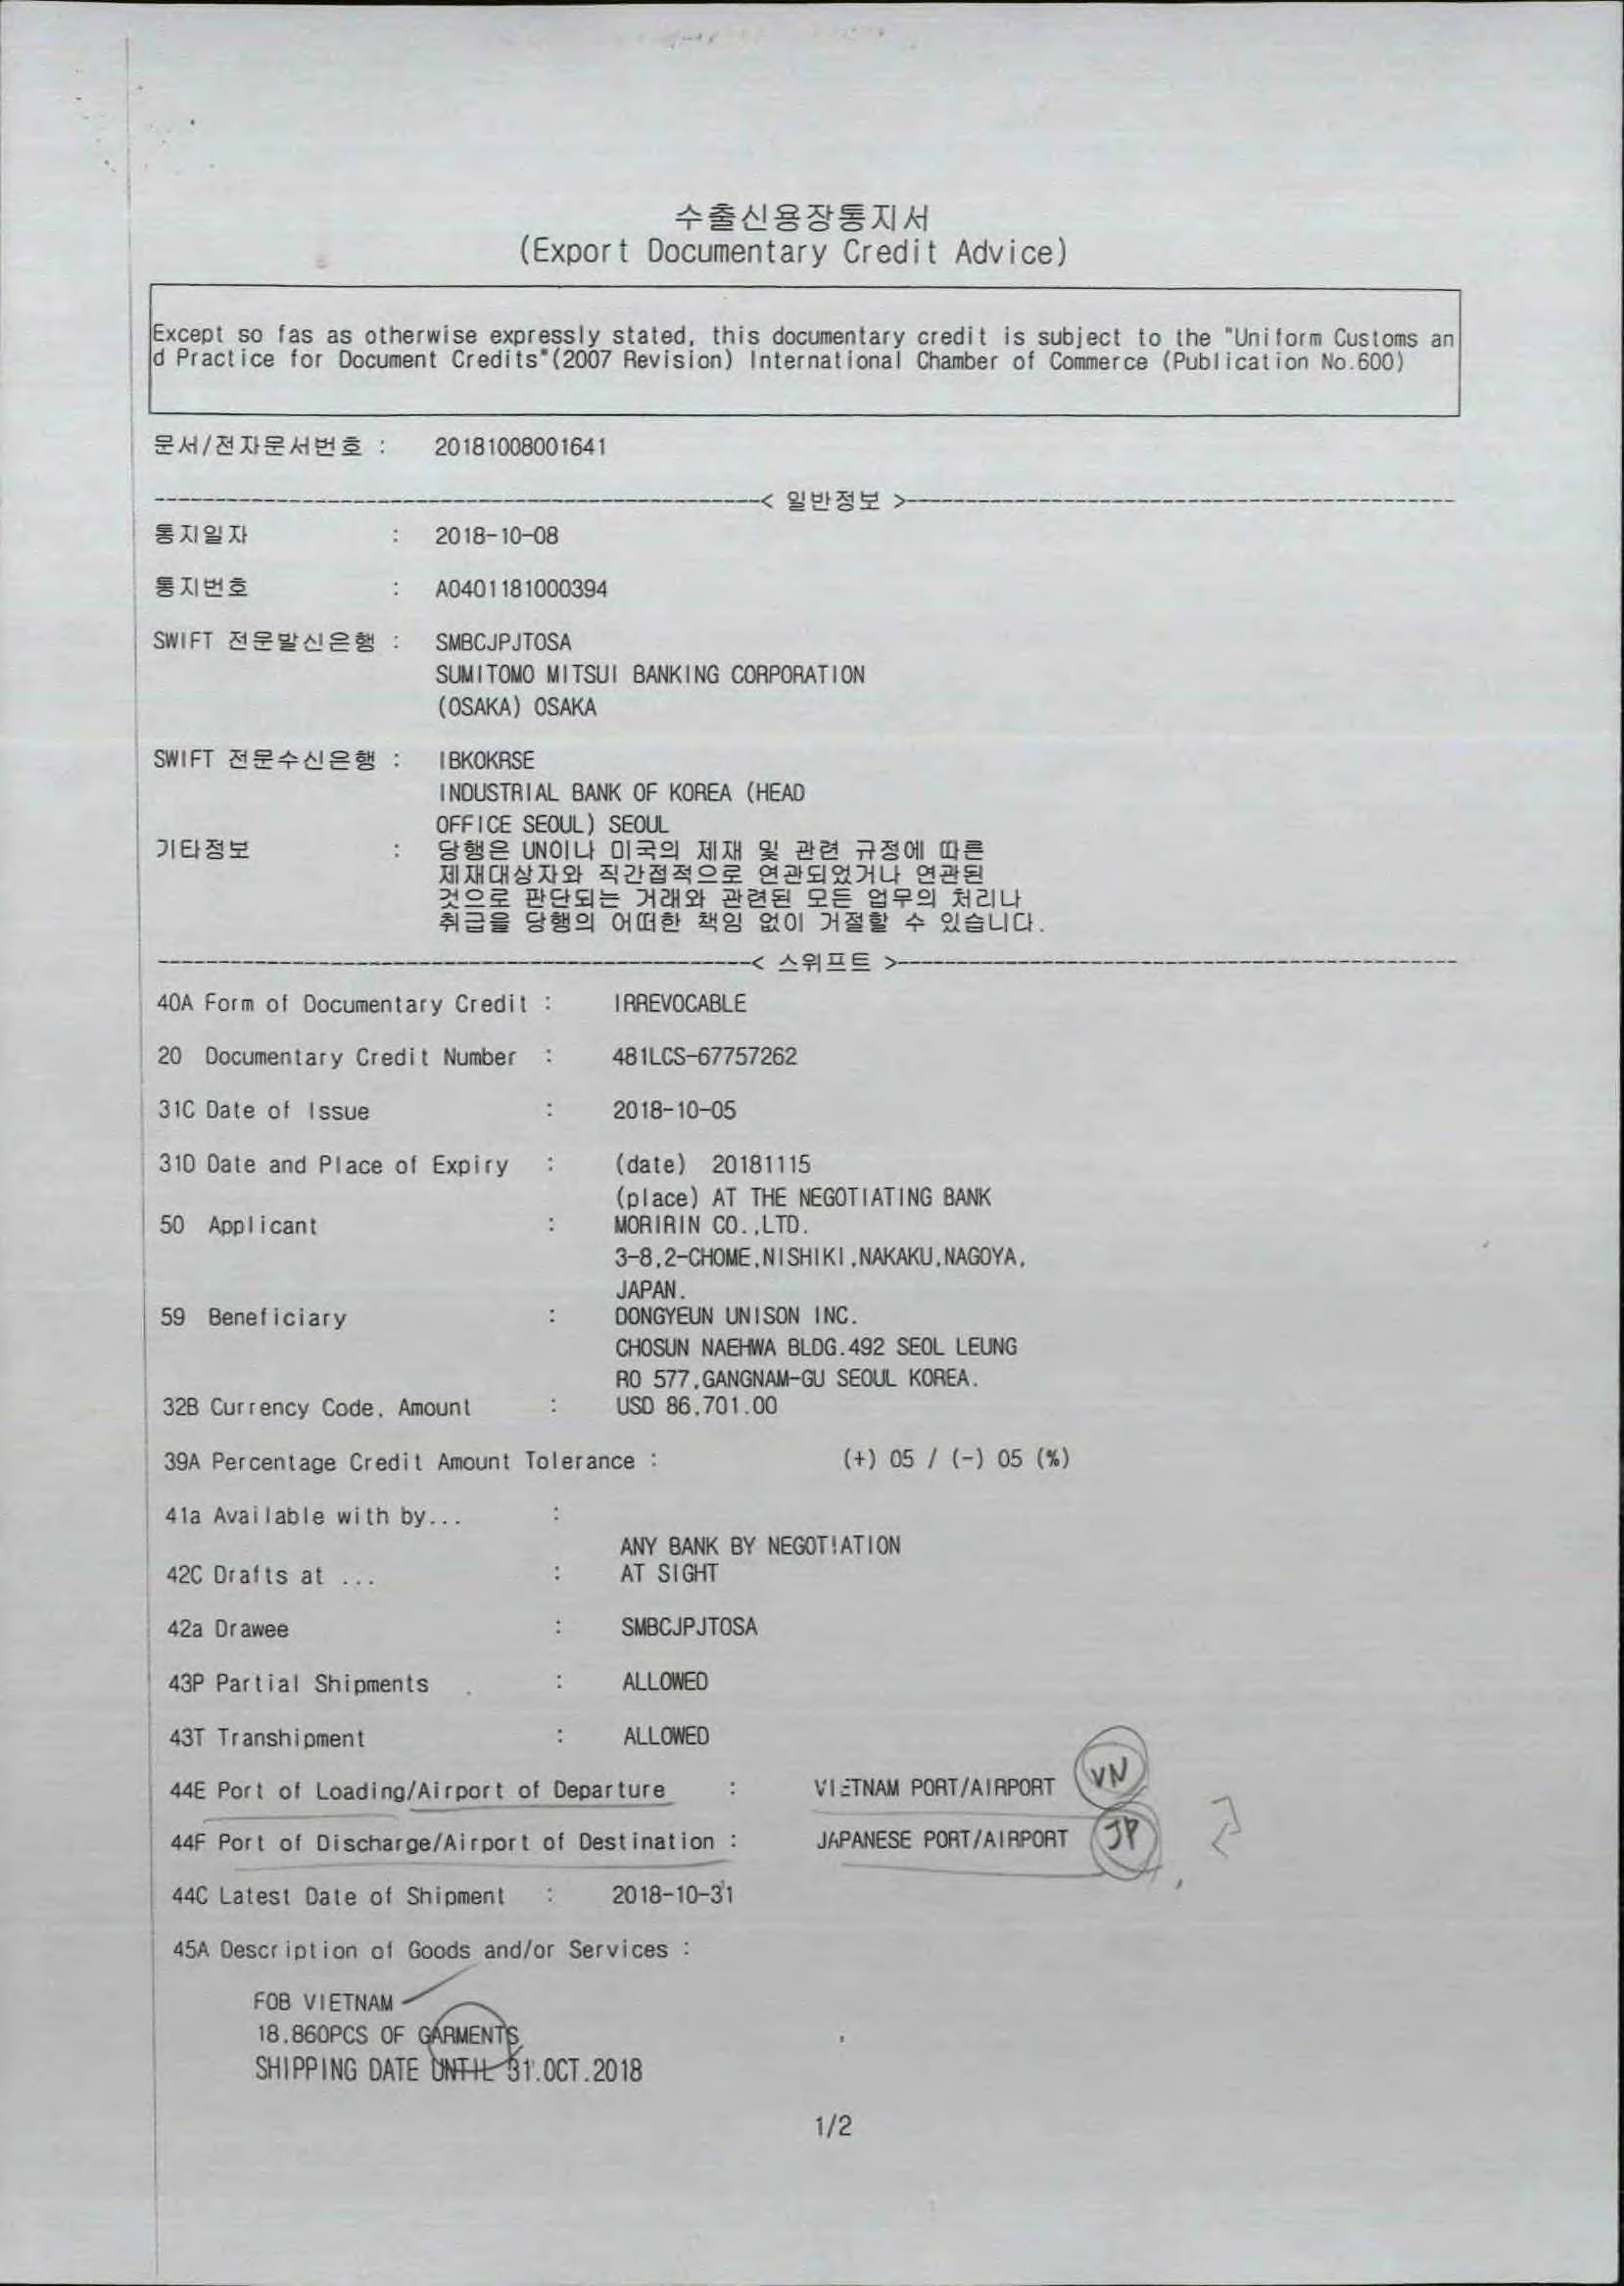 수출신용장통지서
(Export Documentary Credit Advice)
Except so fas as otherwise expressly stated, this documentary credit is subject to the "Uniform Customs an
d Practice for Document Credits"(2007 Revision) International Chamber of Commerce (Publication No.600)
문서/전자문서번호 : 20181008001641
< 일반정보 >
통지일자 : 2018-10-08
통지번호 : A0401181000394
SWIFT 전문발신은행 : SMBCJPJTOSA
SUMITOMO MITSUI BANKING CORPORATION
(OSAKA) OSAKA
SWIFT 전문수신은행 : IBKOKRSE
INDUSTRIAL BANK OF KOREA (HEAD
OFFICE SEOUL) SEOUL
기타정보 : 당행은 UN이나 미국의 제재 및 관련 규정에 따른
제재대상자와 직간접적으로 연관되었거나 연관된
것으로 판단되는 거래와 관련된 모든 업무의 처리나
취급을 당행의 어떠한 책임 없이 거절할 수 있습니다.
< 스위프트 >
40A Form of Documentary Credit : IRREVOCABLE
20 Documentary Credit Number : 481LCS-67757262
31C Date of Issue : 2018-10-05
31D Date and Place of Expiry : (date) 20181115
(place) AT THE NEGOTIATING BANK
50 Applicant : MORIRIN CO.,LTD.
3-8,2-CHOME,NISHIKI,NAKAKU,NAGOYA,
JAPAN.
59 Beneficiary : DONGYEUN UNISON INC.
CHOSUN NAEHWA BLDG.492 SEOL LEUNG
RO 577,GANGNAM-GU SEOUL KOREA.
32B Currency Code, Amount : USD 86,701.00
39A Percentage Credit Amount Tolerance : (+) 05 / (-) 05 (%)
41a Available with by... :
ANY BANK BY NEGOTIATION
42C Drafts at ... : AT SIGHT
42a Drawee : SMBCJPJTOSA
43P Partial Shipments : ALLOWED
43T Transhipment : ALLOWED
44E Port of Loading/Airport of Departure : VIETNAM PORT/AIRPORT VN
44F Port of Discharge/Airport of Destination : JAPANESE PORT/AIRPORT JP
44C Latest Date of Shipment : 2018-10-31
45A Description of Goods and/or Services :
FOB VIETNAM
18,860PCS OF GARMENTS
SHIPPING DATE UNTIL 31.OCT.2018
1/2